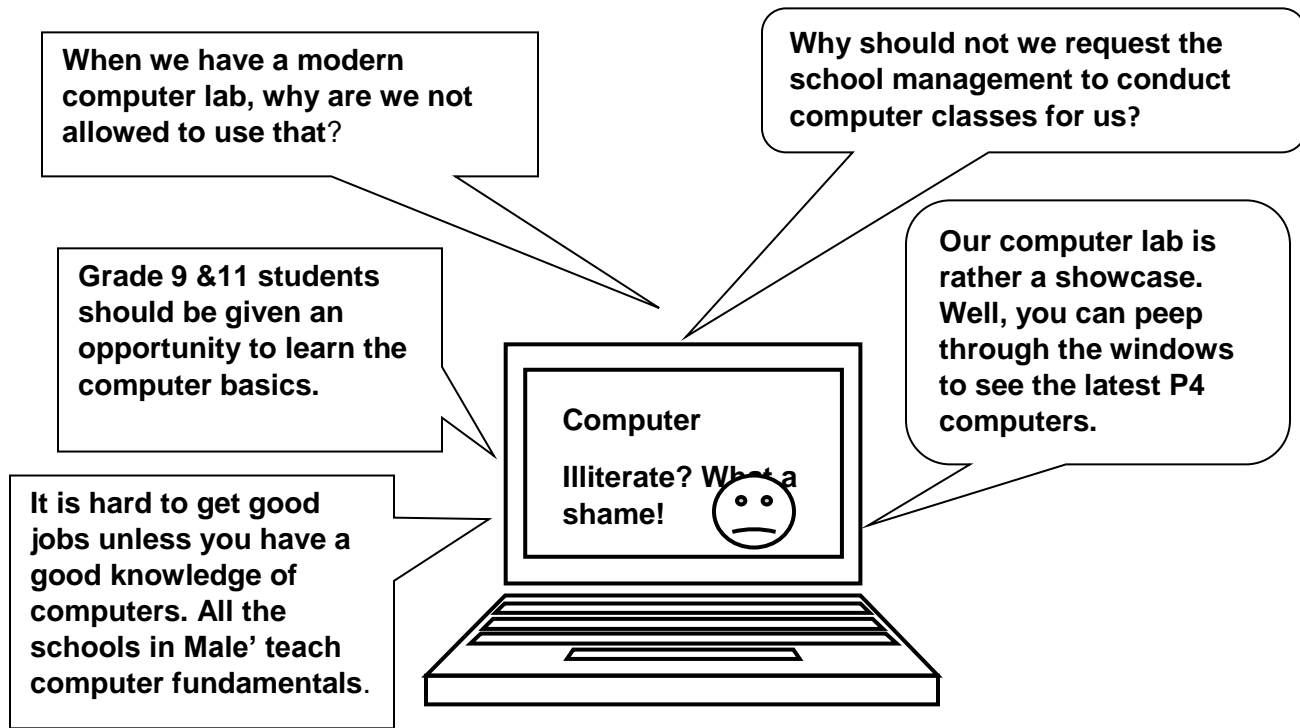 When we have a modern
computer lab, why are we not
allowed to use that?
Why should not we request the
school management to conduct
computer classes for us?
Grade 9 &11 students
should be given an
opportunity to learn the
computer basics.
Our computer lab is
rather a showcase.
Well, you can peep
through the windows
to see the latest P4
computers.
It is hard to get good
jobs unless you have a
good knowledge of
computers. All the
schools in Male’ teach
computer fundamentals.
Computer
Illiterate? What a
shame!